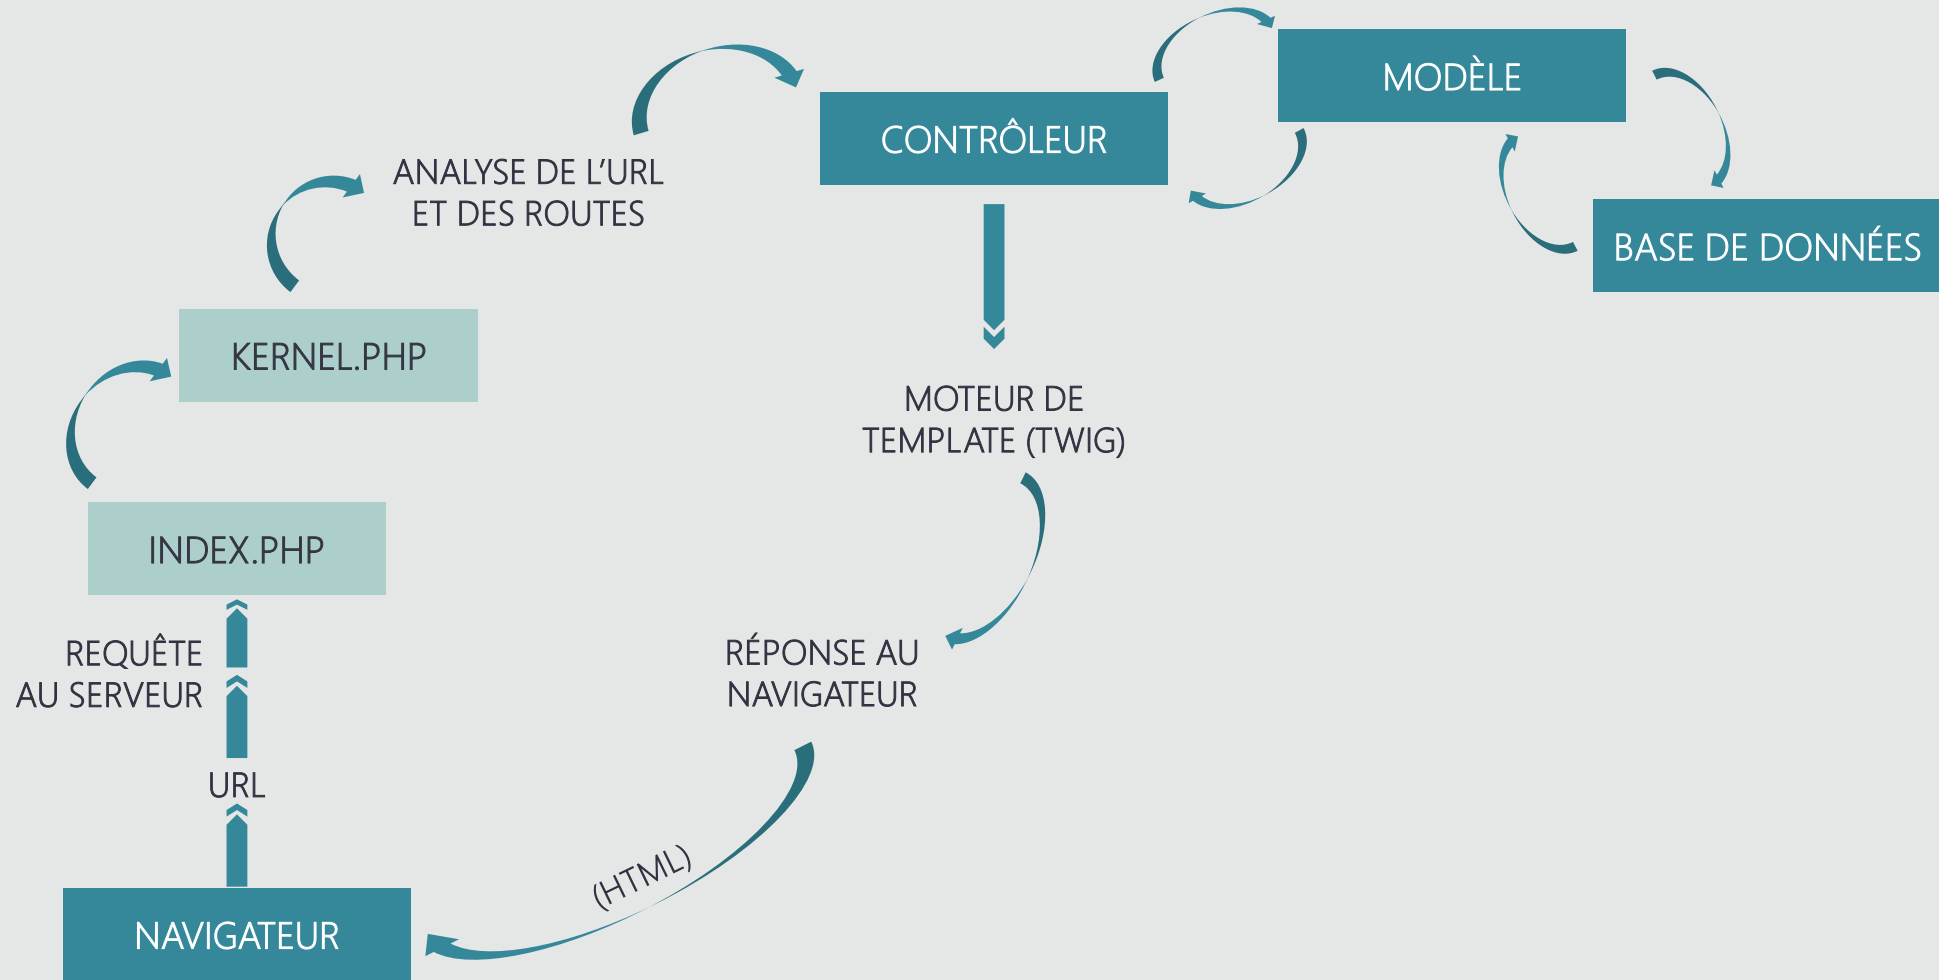 MODÈLE
CONTRÔLEUR
ANALYSE DE L'URL
ET DES ROUTES
BASE DE DONNÉES
KERNEL.PHP
MOTEUR DE
TEMPLATE (TWIG)
INDEX.PHP
REQUÊTE
AU SERVEUR
RÉPONSE AU
NAVIGATEUR
URL
(HTML)
NAVIGATEUR